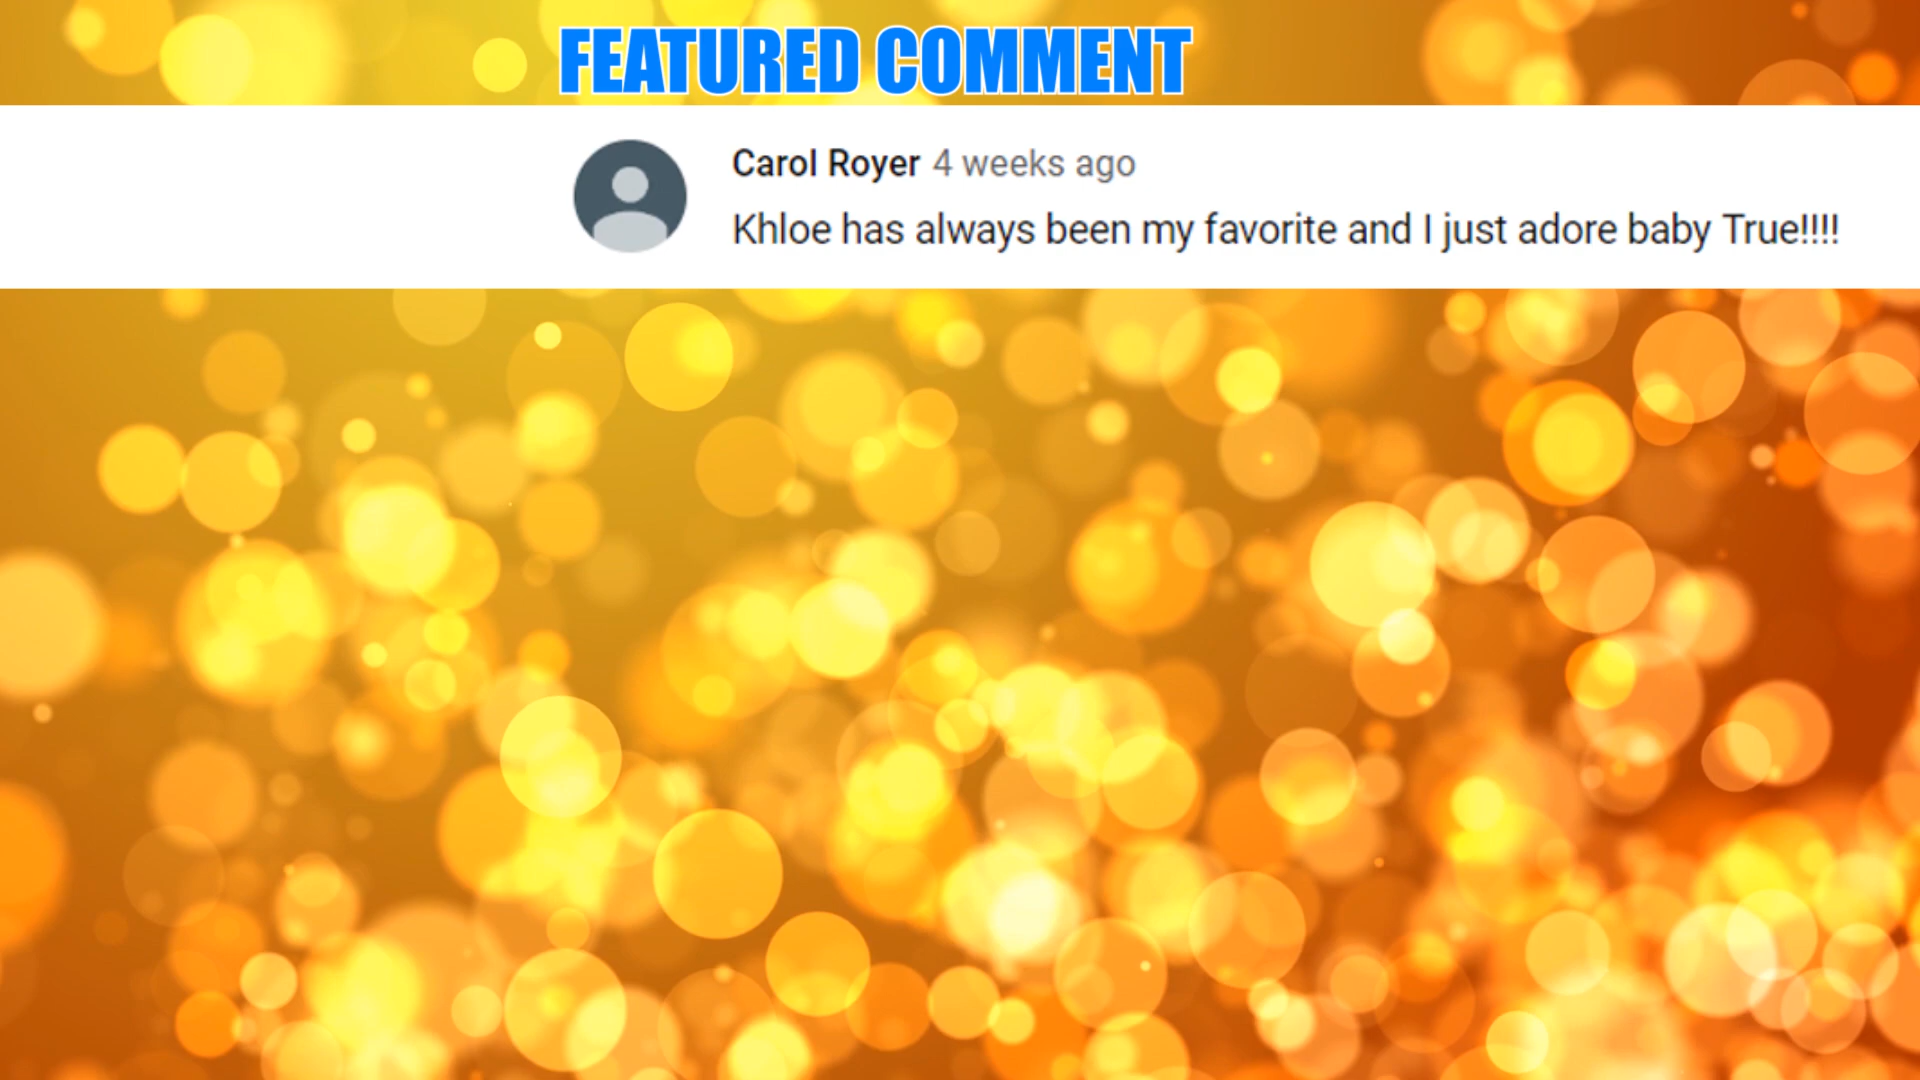 FEATURED COMMENT
Carol Royer 4 weeks ago
Khloe has always been my favorite and I just adore baby True!!!!